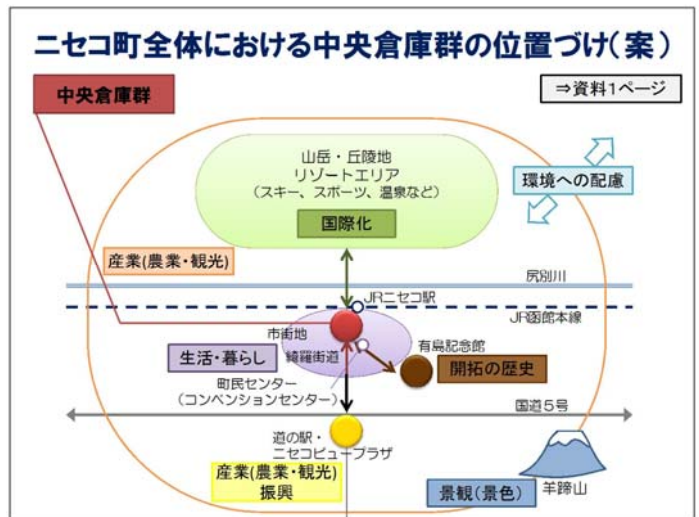 ニセコ町全体における中央倉庫群の位置づけ(案)
中央倉庫群
⇒資料1ページ
山岳・丘陵地
リゾートエリア
(スキー、スポーツ、温泉など)
環境への配慮
国際化
産業(農業・観光)
尻別川
JRニセコ駅
JR函館本線
市街地
有島記念館
生活・暮らし
綺羅街道
開拓の歴史
町民センター
(コンベンションセンター)
国道5号
道の駅・
ニセコビュープラザ
産業(農業・観光)
振興
景観(景色)
羊蹄山